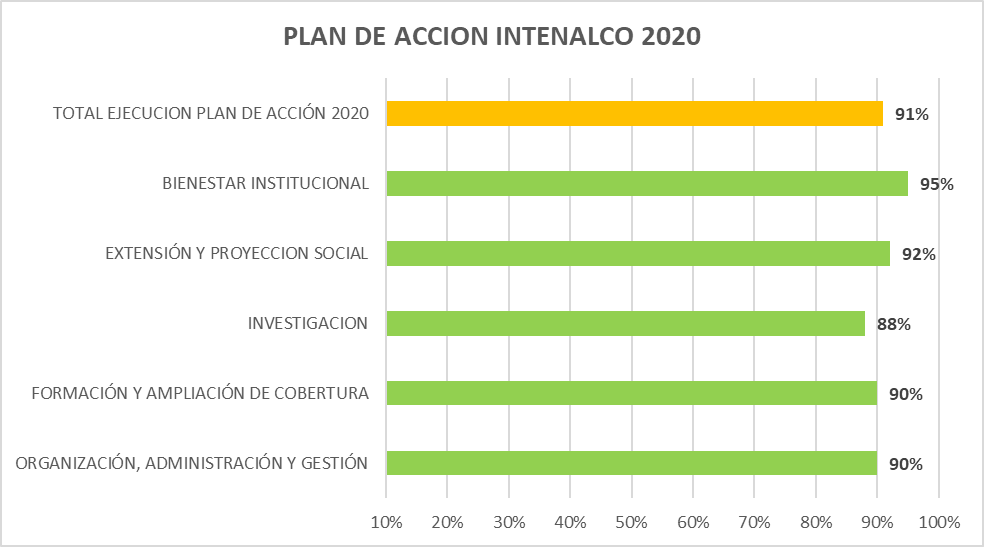 PLAN DE ACCION INTENALCO 2020
TOTAL EJECUCION PLAN DE ACCIÓN 2020 91%
BIENESTAR INSTITUCIONAL 95%
EXTENSIÓN Y PROYECCION SOCIAL 92%
INVESTIGACION 88%
FORMACIÓN Y AMPLIACIÓN DE COBERTURA 90%
ORGANIZACIÓN, ADMINISTRACIÓN Y GESTIÓN 90%
10% 20% 30% 40% 50% 60% 70% 80% 90% 100%